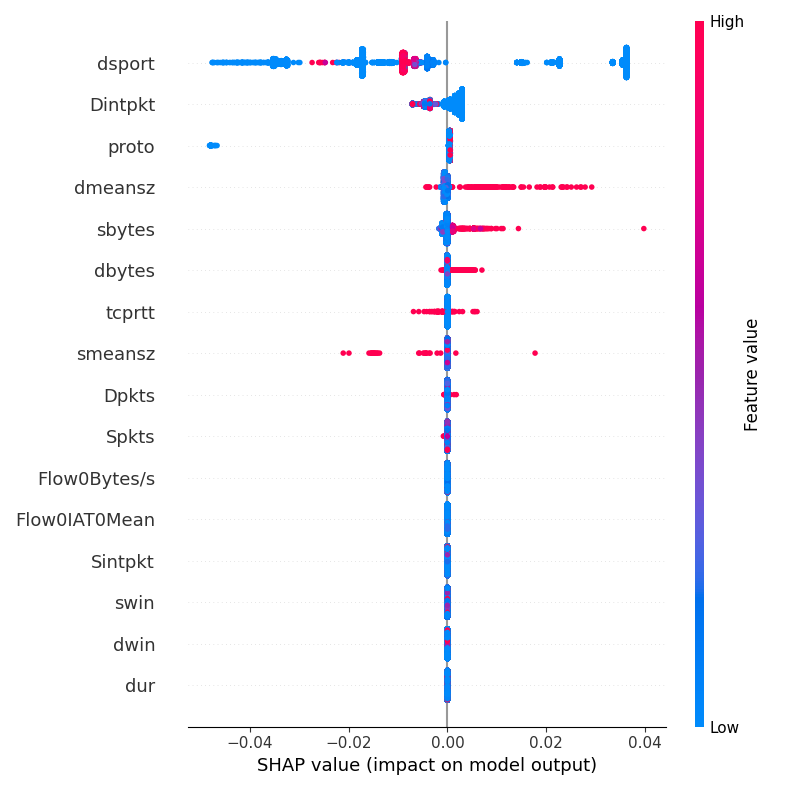 High
dsport
Dintpkt
proto
dmeansz
sbytes
dbytes
tcprtt
smeansz
Dpkts
Spkts
Flow0Bytes/s
Flow0IAT0Mean
Sintpkt
swin
dwin
dur
Feature value
Low
−0.04 −0.02 0.00 0.02 0.04
SHAP value (impact on model output)